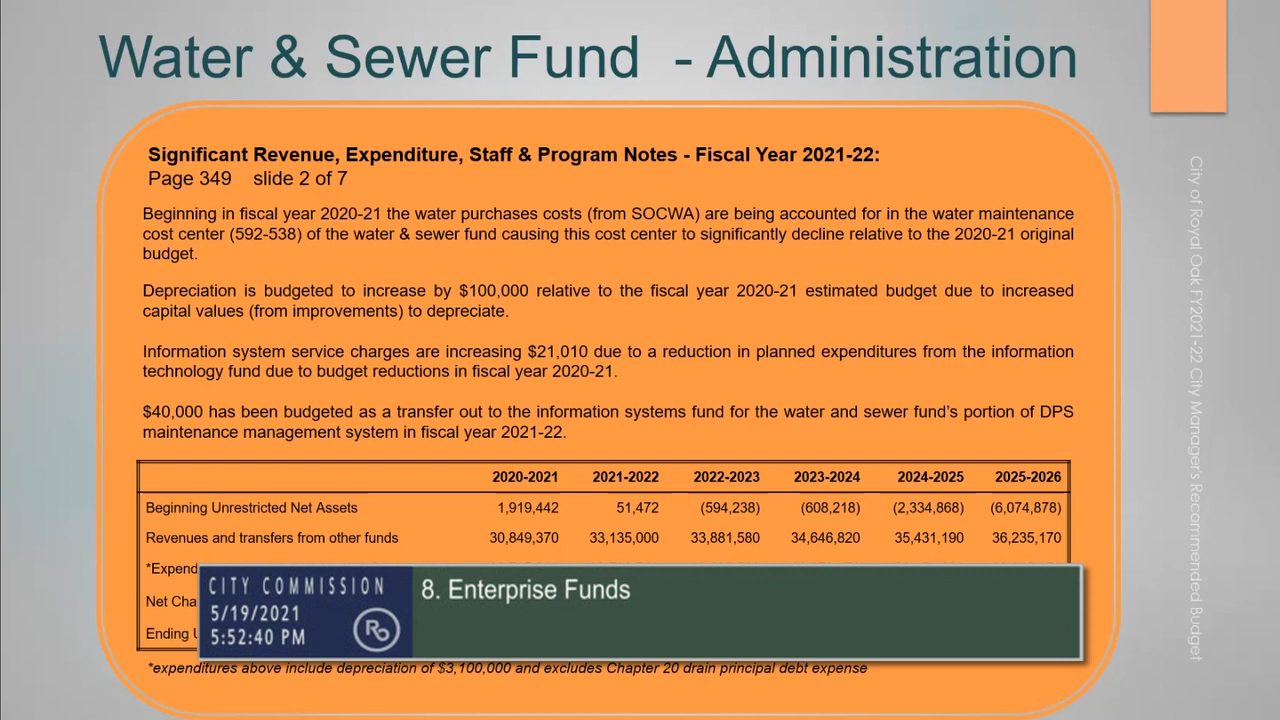 Water & Sewer Fund - Administration
Significant Revenue, Expenditure, Staff & Program Notes - Fiscal Year 2021-22:
Page 349 slide 2 of 7
Beginning in fiscal year 2020-21 the water purchases costs (from SOCWA) are being accounted for in the water maintenance
cost center (592-538) of the water & sewer fund causing this cost center to significantly decline relative to the 2020-21 original
budget.
Depreciation is budgeted to increase by $100,000 relative to the fiscal year 2020-21 estimated budget due to increased
capital values (from improvements) to depreciate.
Information system service charges are increasing $21,010 due to a reduction in planned expenditures from the information
technology fund due to budget reductions in fiscal year 2020-21.
$40,000 has been budgeted as a transfer out to the information systems fund for the water and sewer fund's portion of DPS
maintenance management system in fiscal year 2021-22.
2020-2021 2021-2022 2022-2023 2023-2024 2024-2025 2025-2026
Beginning Unrestricted Net Assets 1,919,442 51,472 (594,238) (608,218) (2,334,868) (6,074,878)
Revenues and transfers from other funds 30,849,370 33,135,000 33,881,580 34,646,820 35,431,190 36,235,170
*Expend
Net Cha
Ending
CITY COMMISSION
5/19/2021
5:52:40 PM
Ro
8. Enterprise Funds
*expenditures above include depreciation of $3,100,000 and excludes Chapter 20 drain principal debt expense
City of Royal Oak FY2021-22 City Manager's Recommended Budget